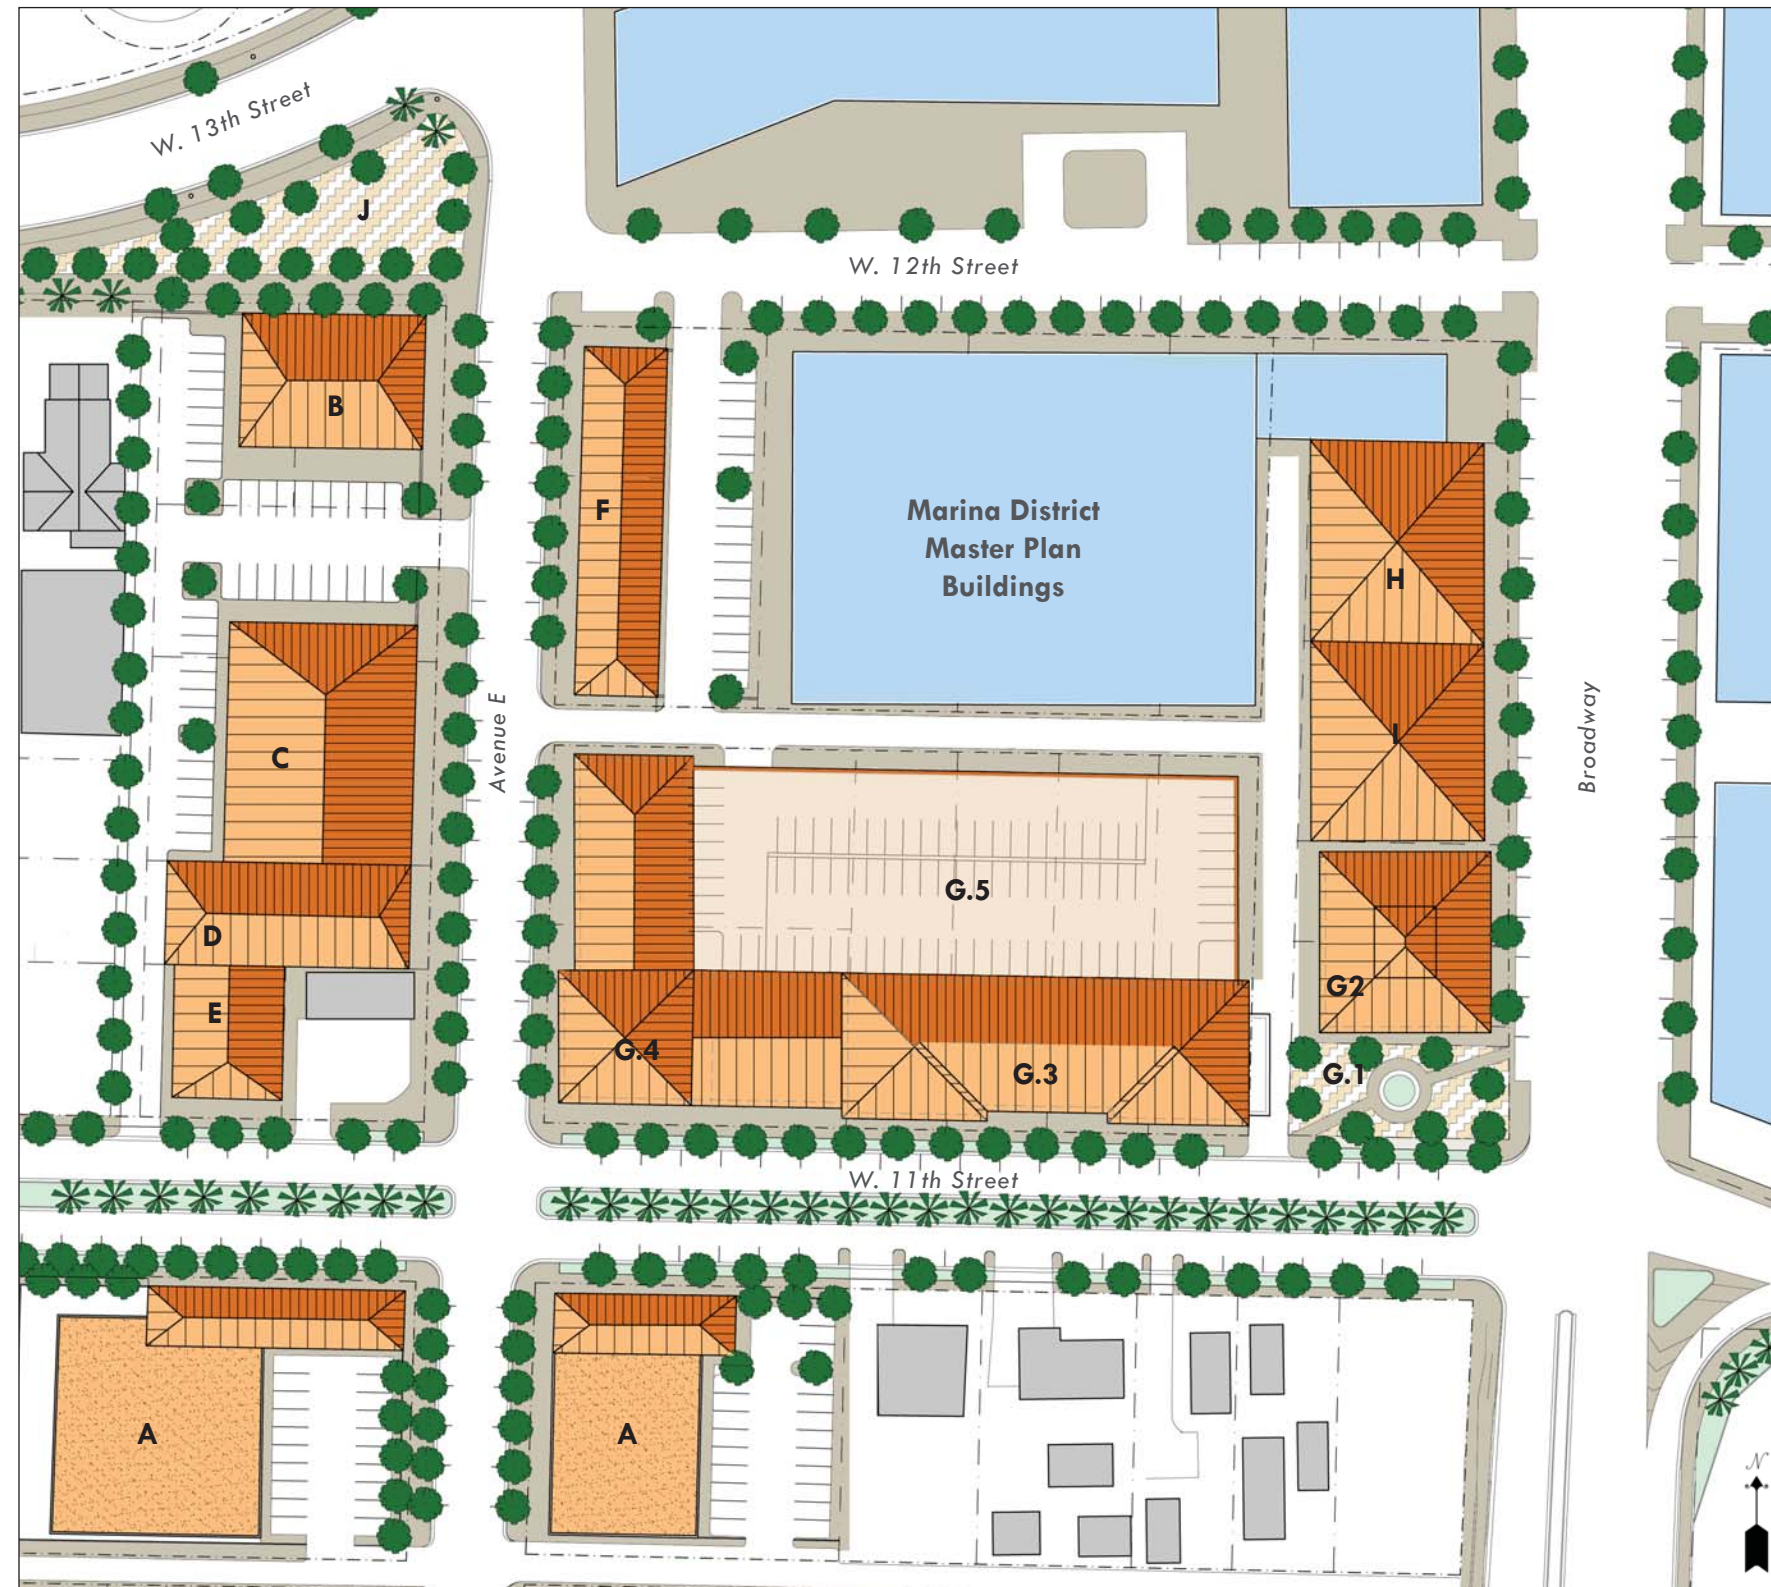 W. 13th Street
J
W. 12th Street
B
F
Marina District
Master Plan
Buildings
H
C
Avenue E
I
Broadway
G.5
D
G2
E
G.4
G.3
G.1
W. 11th Street
A
A
N